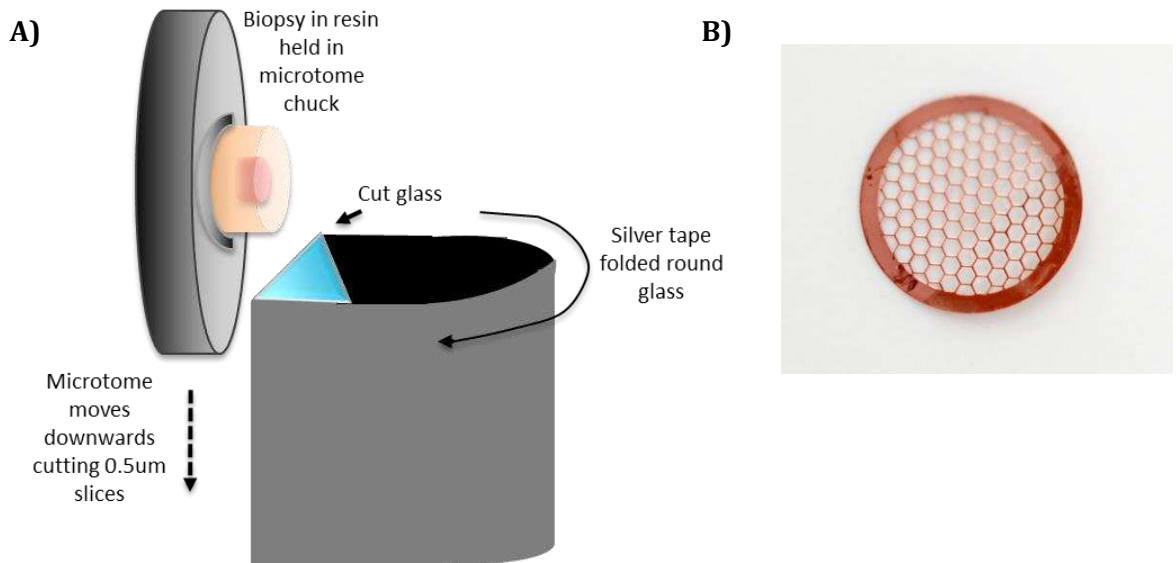 A)
Biopsy in resin
held in
microtome
chuck
Cut glass
Silver tape
folded round
glass
Microtome
moves
downwards
cutting 0.5um
slices
B)